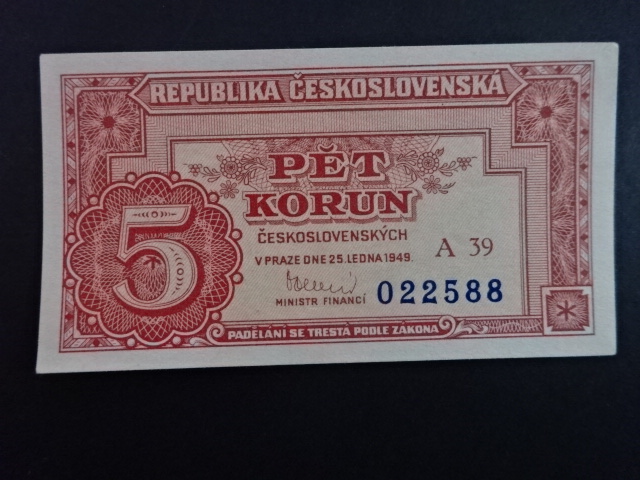 REPUBLIKA ČESKOSLOVENSKÁ
PĚT
KORUN
ČESKOSLOVENSKÝCH
A 39
V PRAZE DNE 25. LEDNA 1949.
MINISTR FINANCÍ
022588
5
PADĚLÁNÍ SE TRESTÁ PODLE ZÁKONA